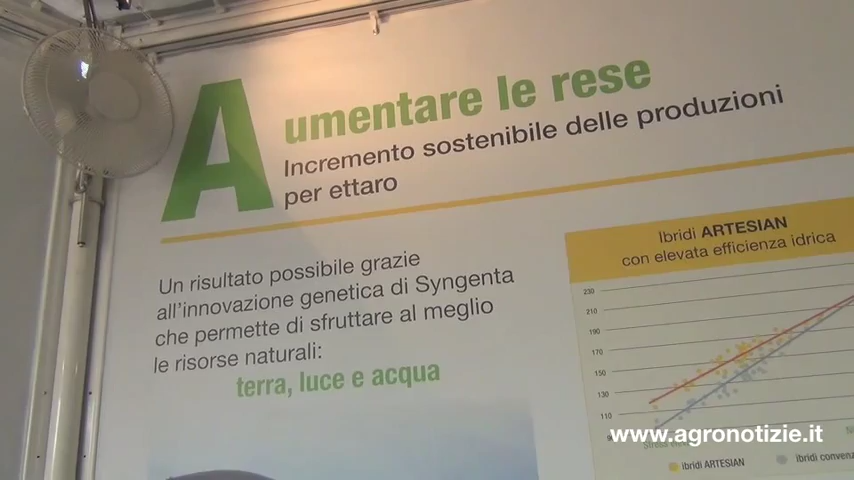 Aumentare le rese
Incremento sostenibile delle produzioni
per ettaro
Un risultato possibile grazie
all'innovazione genetica di Syngenta
che permette di sfruttare al meglio
le risorse naturali:
terra, luce e acqua
Ibridi ARTESIAN
con elevata efficienza idrica
230
210
190
170
150
130
110
www.agronotizie.it
ibridi ARTESIAN
ibridi